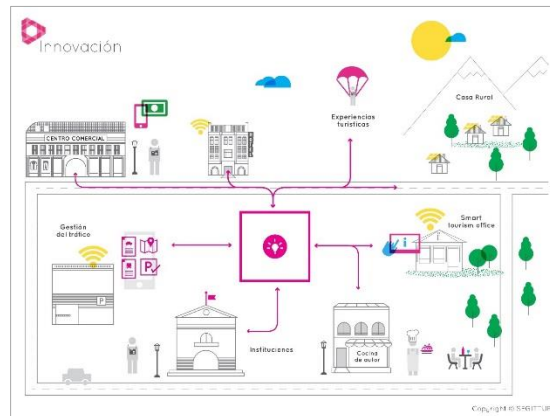 Innovación
CENTRO COMERCIAL
Experiencias
turísticas
Casa Rural
Gestión
del tráfico
P
P
i
Smart
tourism office
Instituciones
Cocina
de autor
Copyright © SEGITTUR